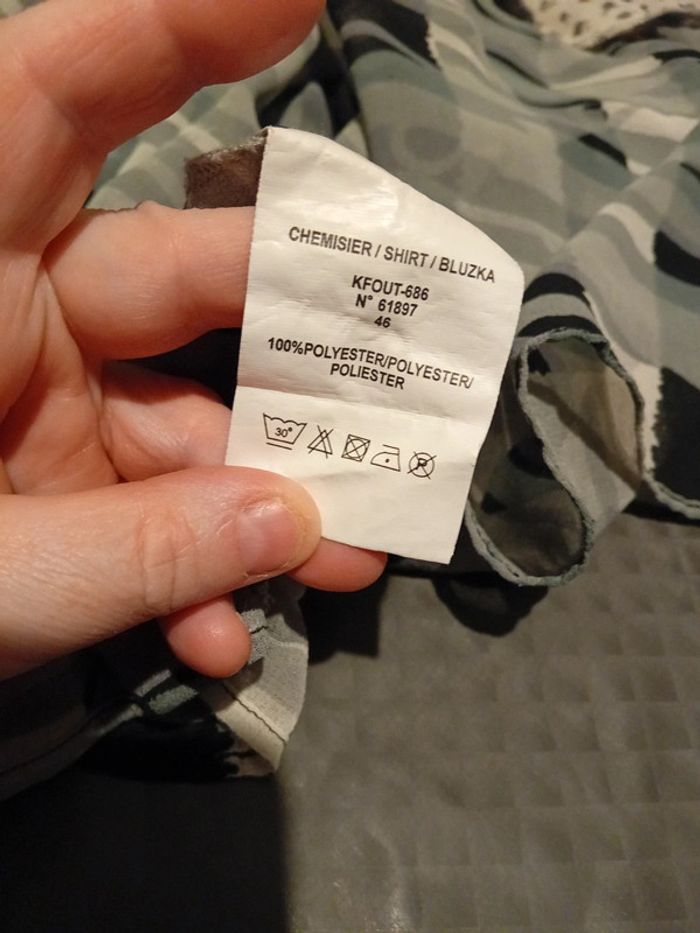 CHEMISIER / SHIRT / BLUZKA
KFOUT-686
N° 61897
46
100%POLYESTER/POLYESTER/
POLIESTER
30°
P